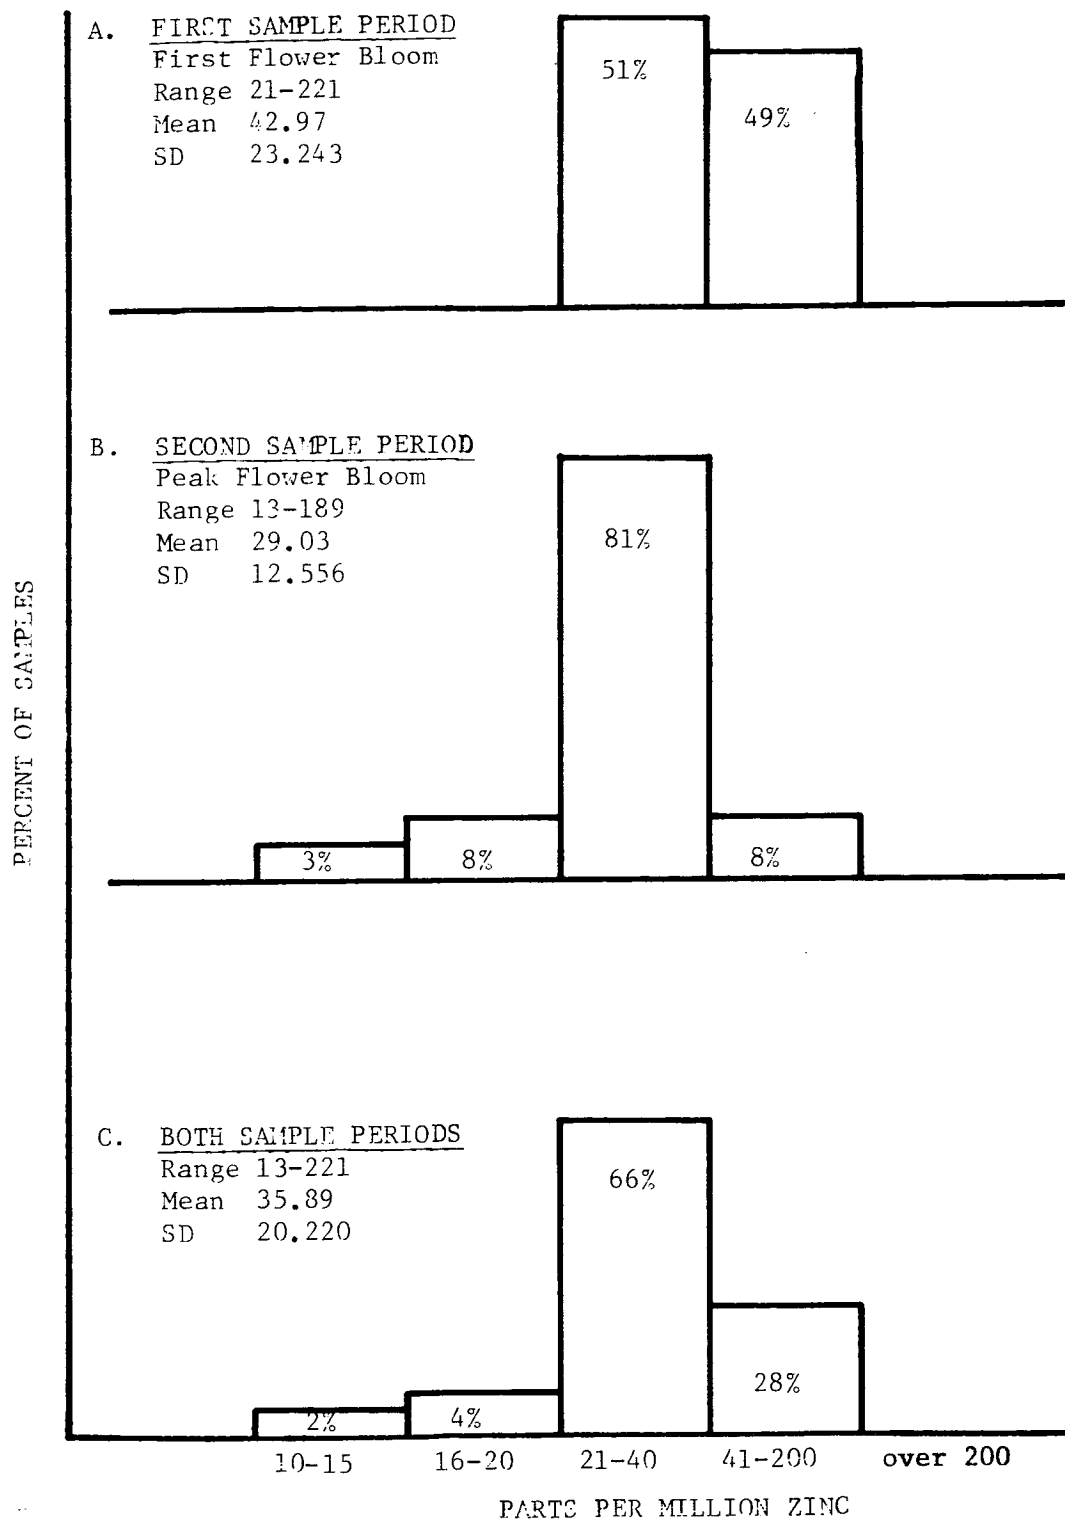 A. FIRST SAMPLE PERIOD
First Flower Bloom
Range 21-221
Mean 42.97
SD 23.243
51%
49%
B. SECOND SAMPLE PERIOD
Peak Flower Bloom
Range 13-189
Mean 29.03
SD 12.556
81%
3%
8%
8%
PERCENT OF SAMPLES
C. BOTH SAMPLE PERIODS
Range 13-221
Mean 35.89
SD 20.220
66%
28%
2%
4%
10-15 16-20 21-40 41-200 over 200
PARTS PER MILLION ZINC